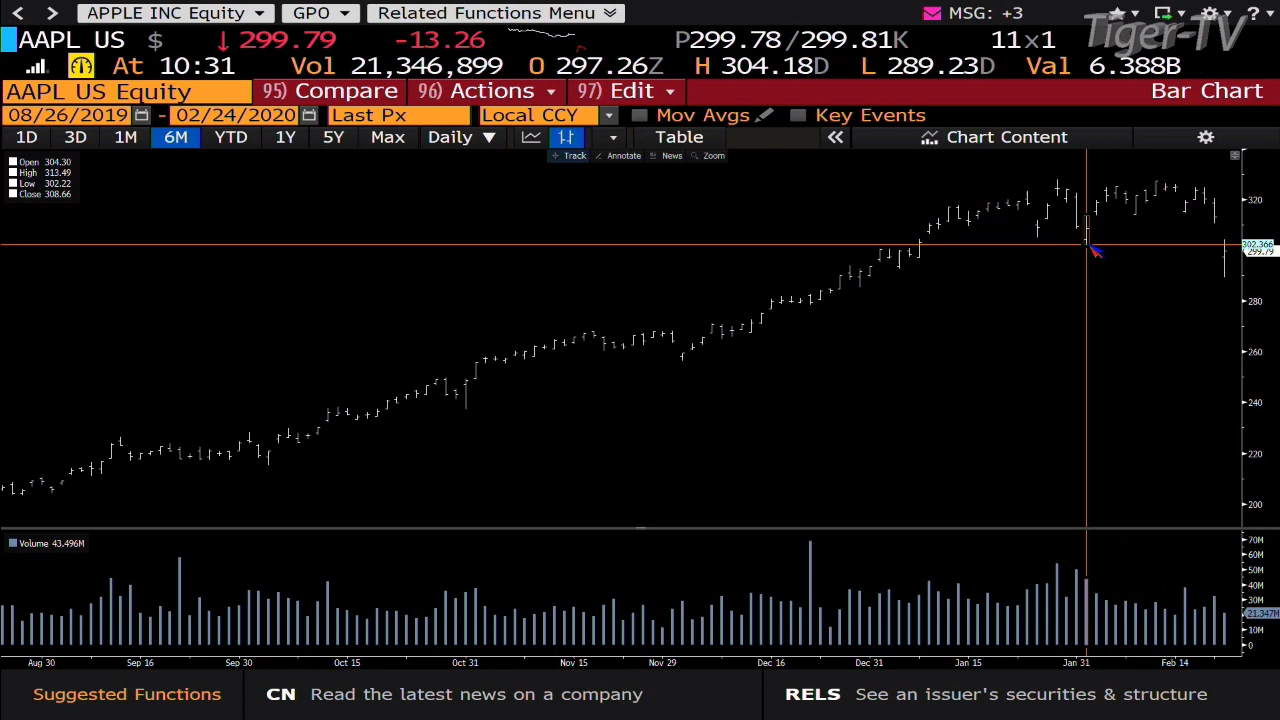 APPLE INC Equity GPO Related Functions Menu MSG: +3
Tiger-TV
AAPL US $ ↓ 299.79 -13.26 P299.78/299.81K 11x1
At 10:31 Vol 21,346,899 O 297.26Z H 304.18D L 289.23D Val 6.388B
AAPL US Equity 95) Compare 96) Actions 97) Edit Bar Chart
08/26/2019 - 02/24/2020 Last Px Local CCY Mov Avgs Key Events
1D 3D 1M 6M YTD 1Y 5Y Max Daily ▼ Table « Chart Content
Track Annotate News Zoom
Open 304.30
High 313.49
Low 302.22
Close 308.66
320
302.366
299.79
280
260
240
220
200
Volume 43.496M
70M
60M
50M
40M
30M
21.347M
10M
0
Aug 30 Sep 16 Sep 30 Oct 15 Oct 31 Nov 15 Nov 29 Dec 16 Dec 31 Jan 15 Jan 31 Feb 14
Suggested Functions CN Read the latest news on a company RELS See an issuer's securities & structure